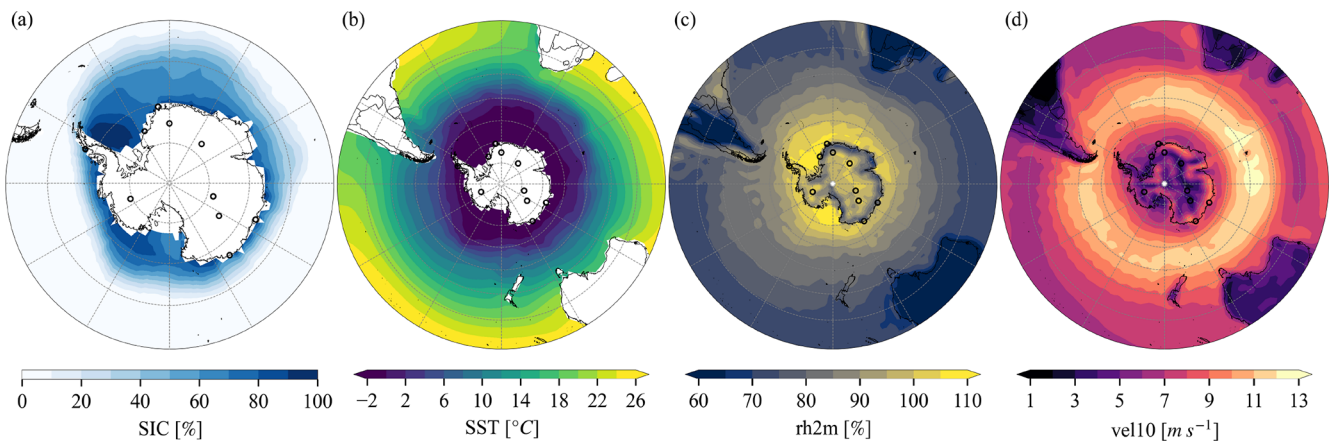 (a) (b) (c) (d)
0 20 40 60 80 100 −2 2 6 10 14 18 22 26 60 70 80 90 100 110 1 3 5 7 9 11 13
SIC [%] SST [°C] rh2m [%] vel10 [m s⁻¹]